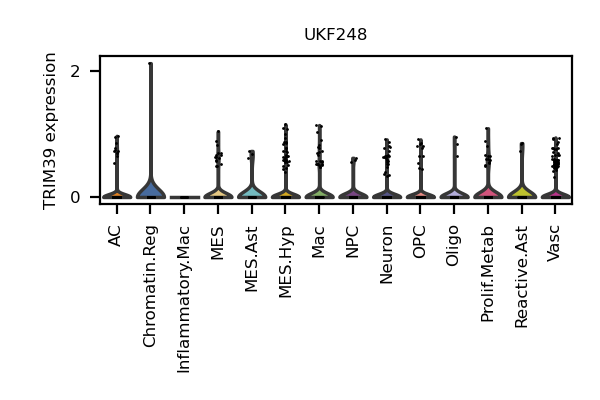 UKF248
TRIM39 expression
2
0
AC
Chromatin.Reg
Inflammatory.Mac
MES
MES.Ast
MES.Hyp
Mac
NPC
Neuron
OPC
Oligo
Prolif.Metab
Reactive.Ast
Vasc